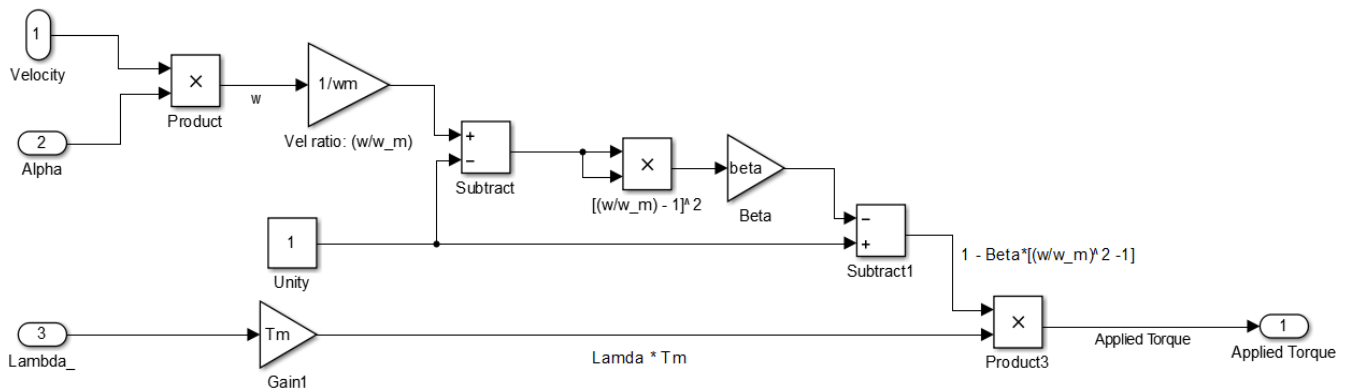 1
Velocity
×
Product
w
1/wm
Vel ratio: (w/w_m)
2
Alpha
+
−
Subtract
×
[(w/w_m) - 1]^2
beta
Beta
1
Unity
−
+
Subtract1
1 - Beta*[(w/w_m)^2 -1]
3
Lambda_
Tm
Gain1
Lamda * Tm
×
Product3
Applied Torque
1
Applied Torque